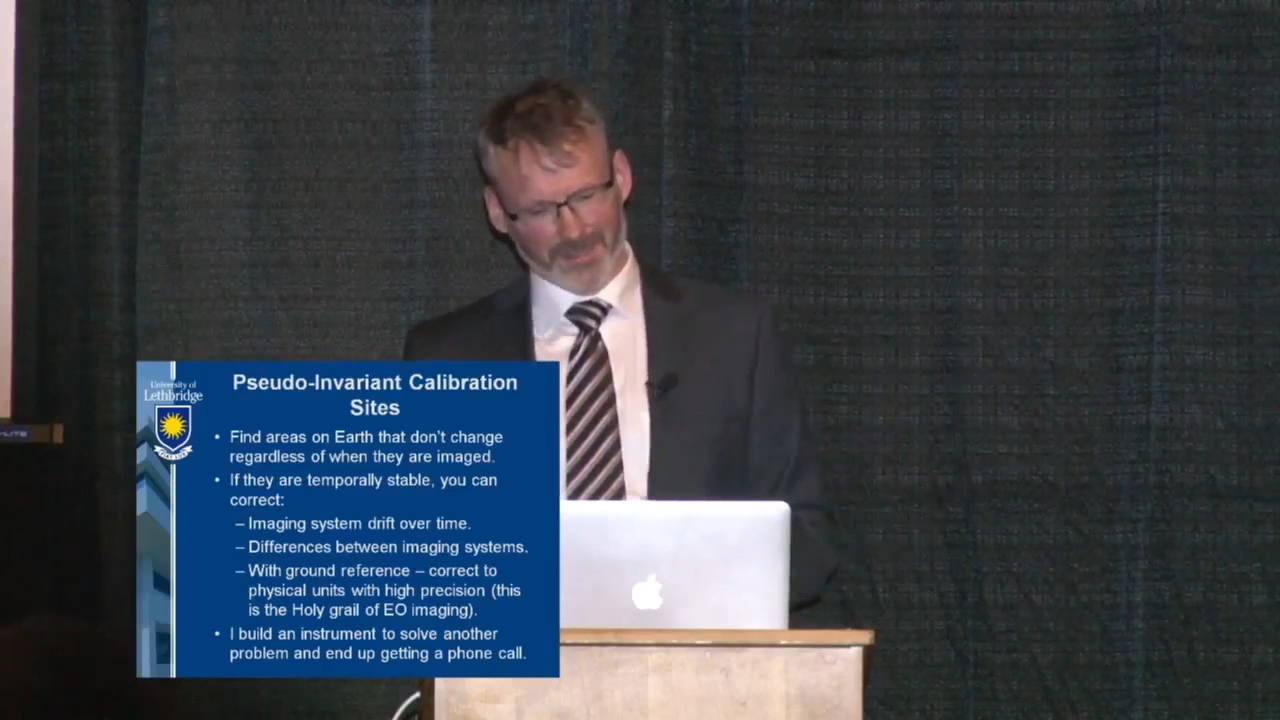 University of
Lethbridge
Pseudo-Invariant Calibration
Sites
• Find areas on Earth that don't change
regardless of when they are imaged.
• If they are temporally stable, you can
correct:
– Imaging system drift over time.
– Differences between imaging systems.
– With ground reference – correct to
physical units with high precision (this
is the Holy grail of EO imaging).
• I build an instrument to solve another
problem and end up getting a phone call.